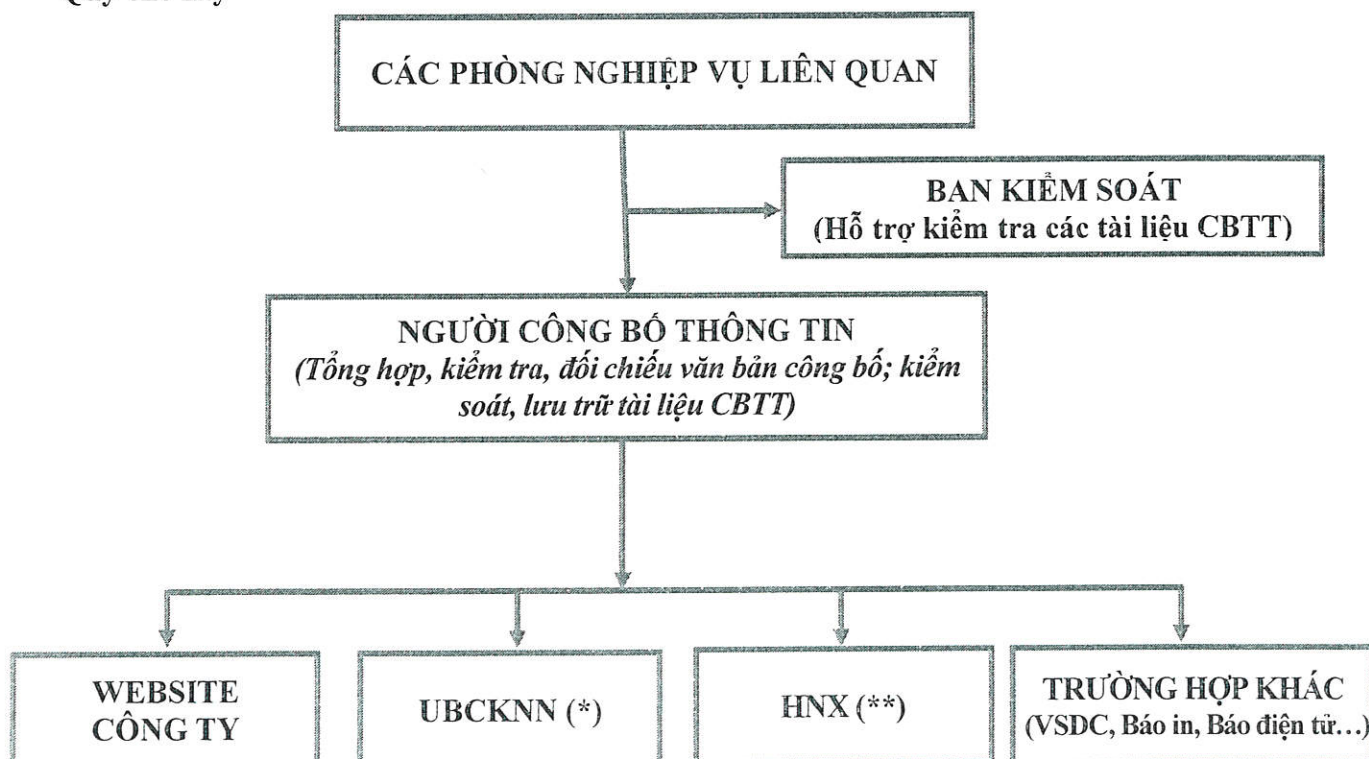 CÁC PHÒNG NGHIỆP VỤ LIÊN QUAN
BAN KIỂM SOÁT
(Hỗ trợ kiểm tra các tài liệu CBTT)
NGƯỜI CÔNG BỐ THÔNG TIN
(Tổng hợp, kiểm tra, đối chiếu văn bản công bố; kiểm
soát, lưu trữ tài liệu CBTT)
WEBSITE
CÔNG TY
UBCKNN (*)
HNX (**)
TRƯỜNG HỢP KHÁC
(VSDC, Báo in, Báo điện tử...)